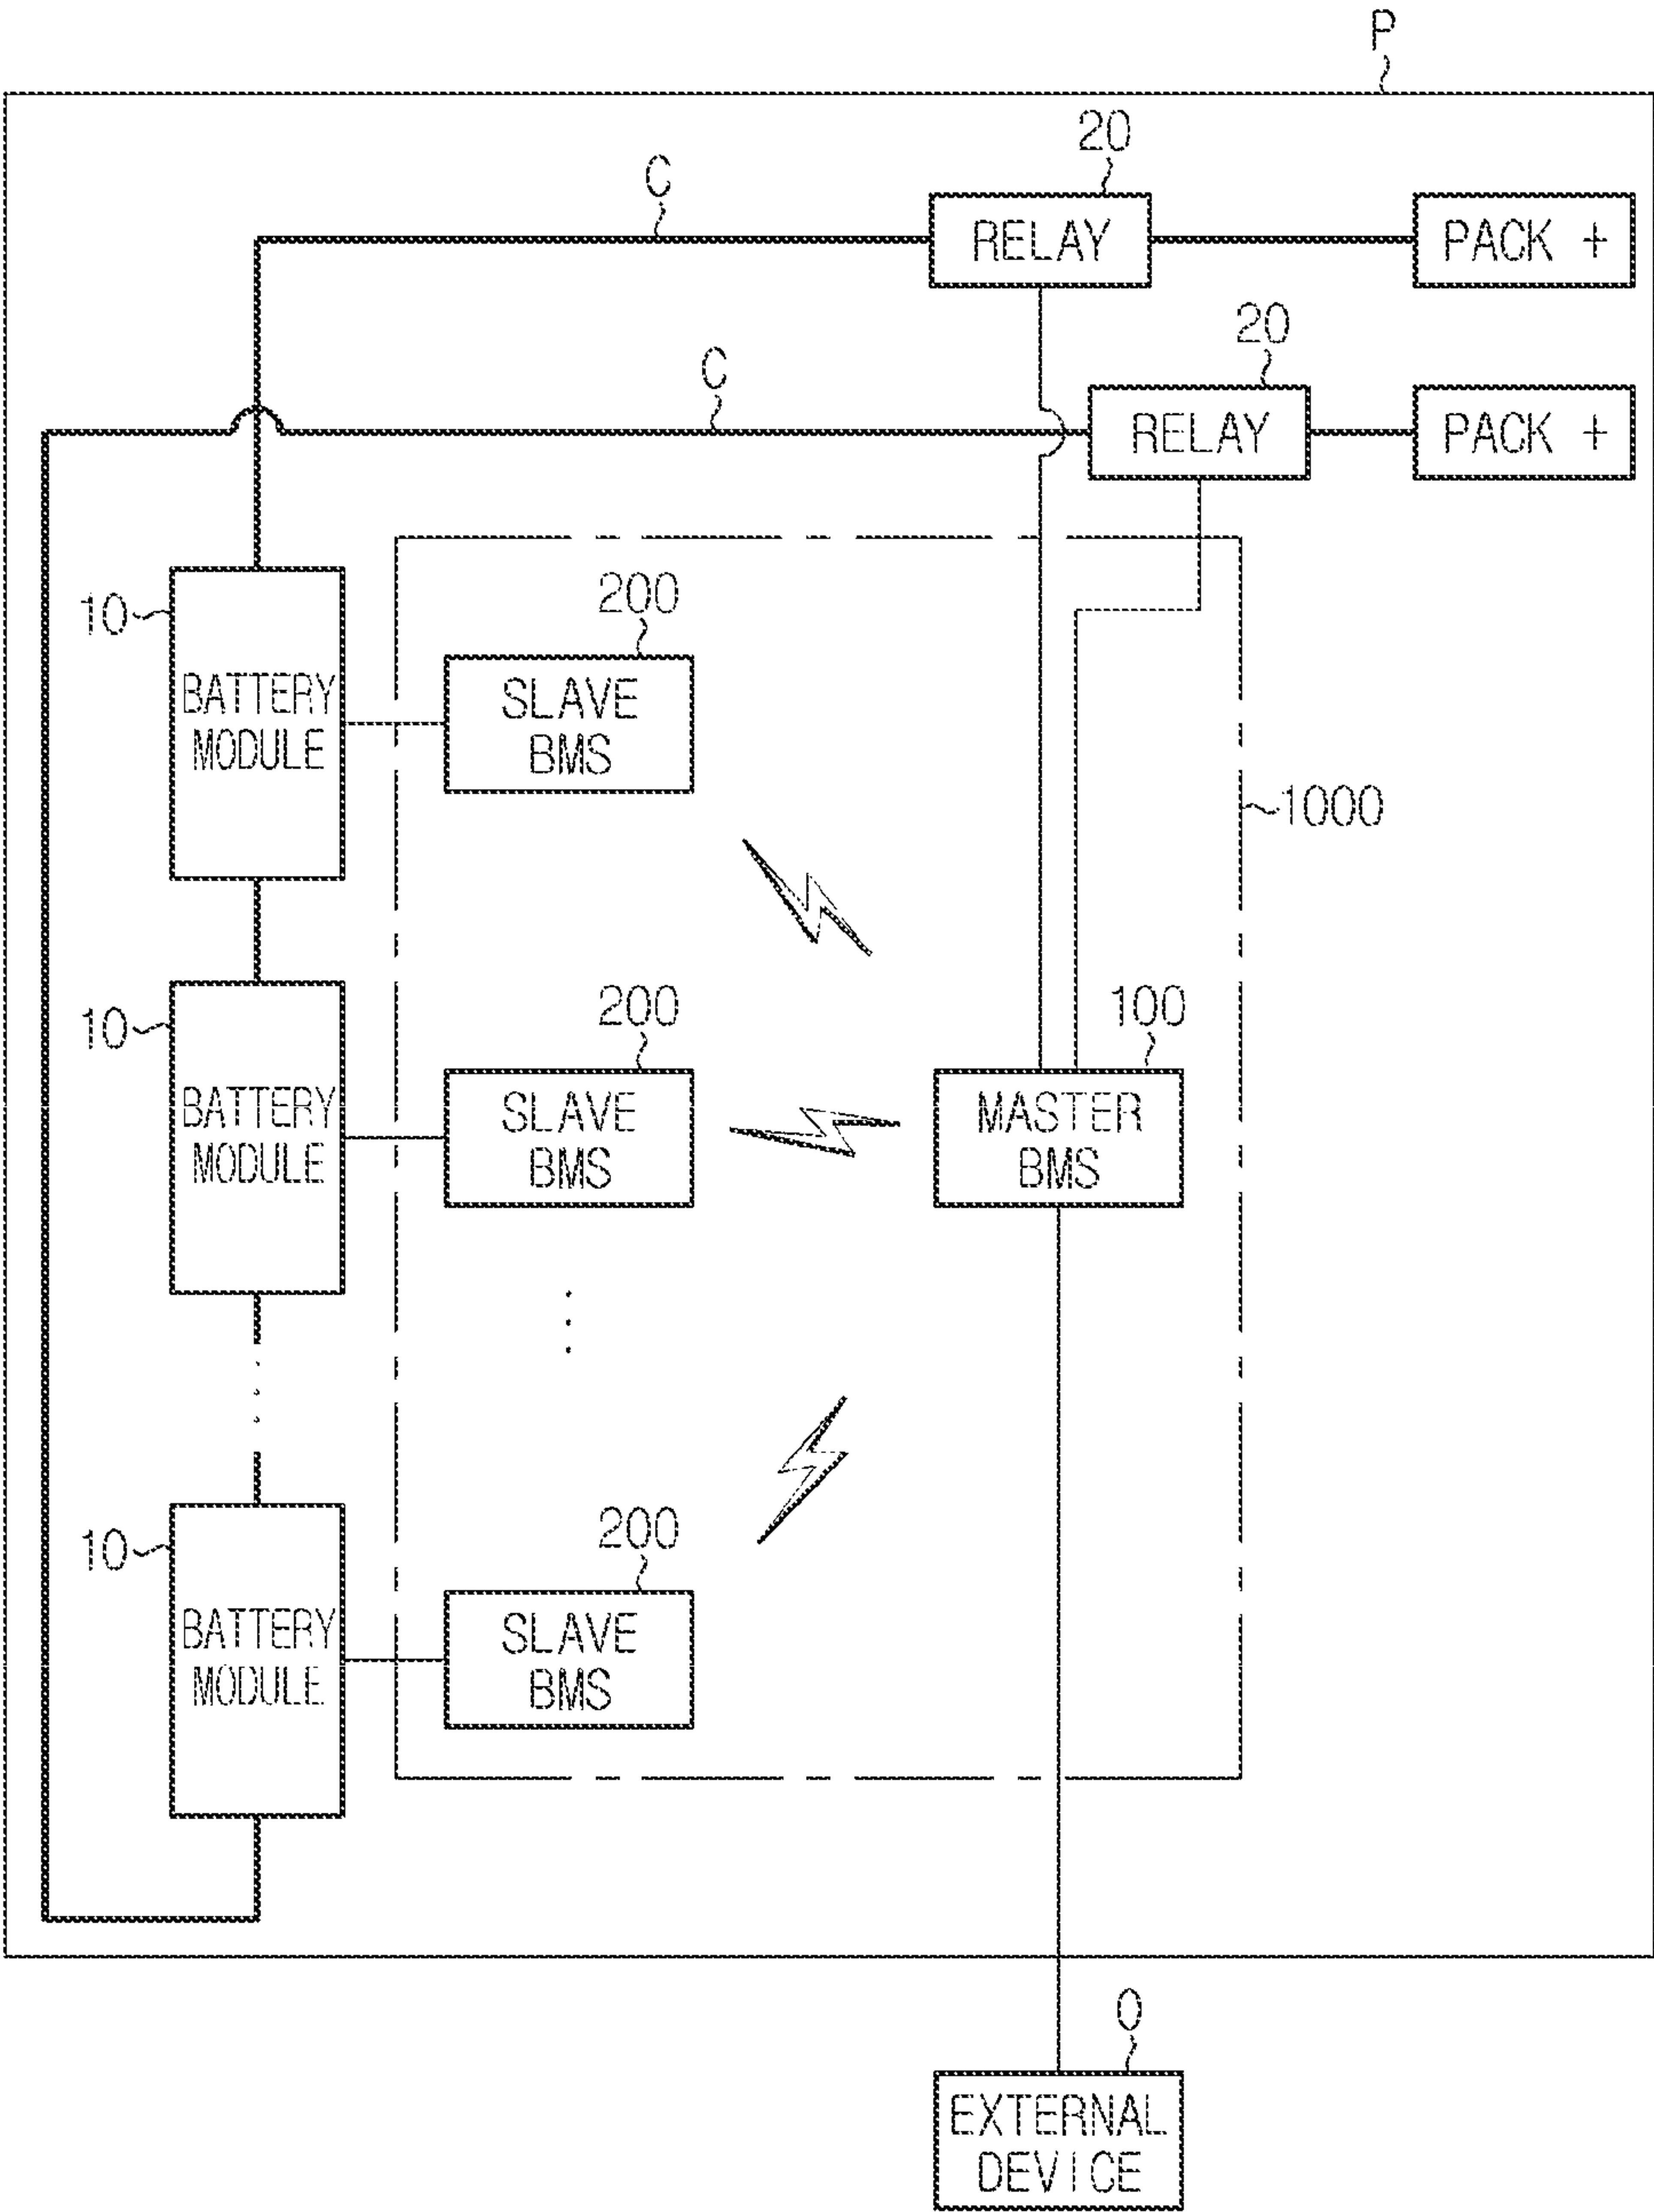 P
20
C
RELAY
PACK +
20
C
RELAY
PACK +
10
200
BATTERY
MODULE
SLAVE
BMS
1000
10
200
100
BATTERY
MODULE
SLAVE
BMS
MASTER
BMS
10
200
BATTERY
MODULE
SLAVE
BMS
O
EXTERNAL
DEVICE